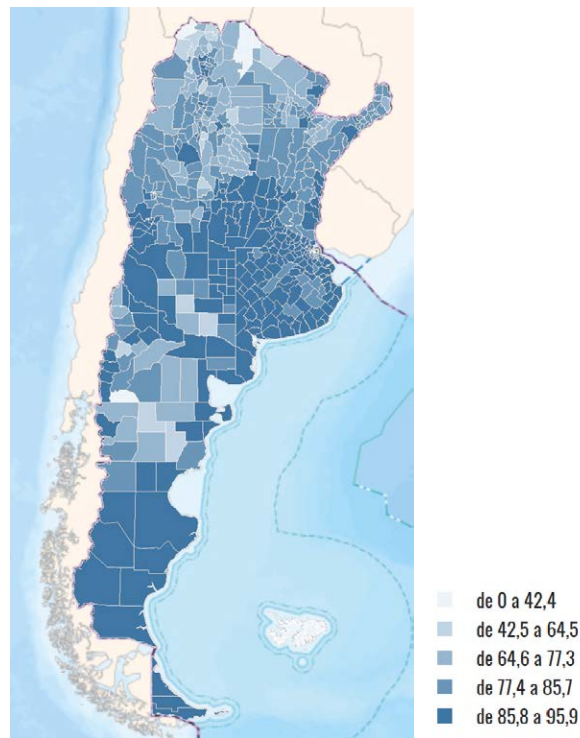 de 0 a 42,4
de 42,5 a 64,5
de 64,6 a 77,3
de 77,4 a 85,7
de 85,8 a 95,9